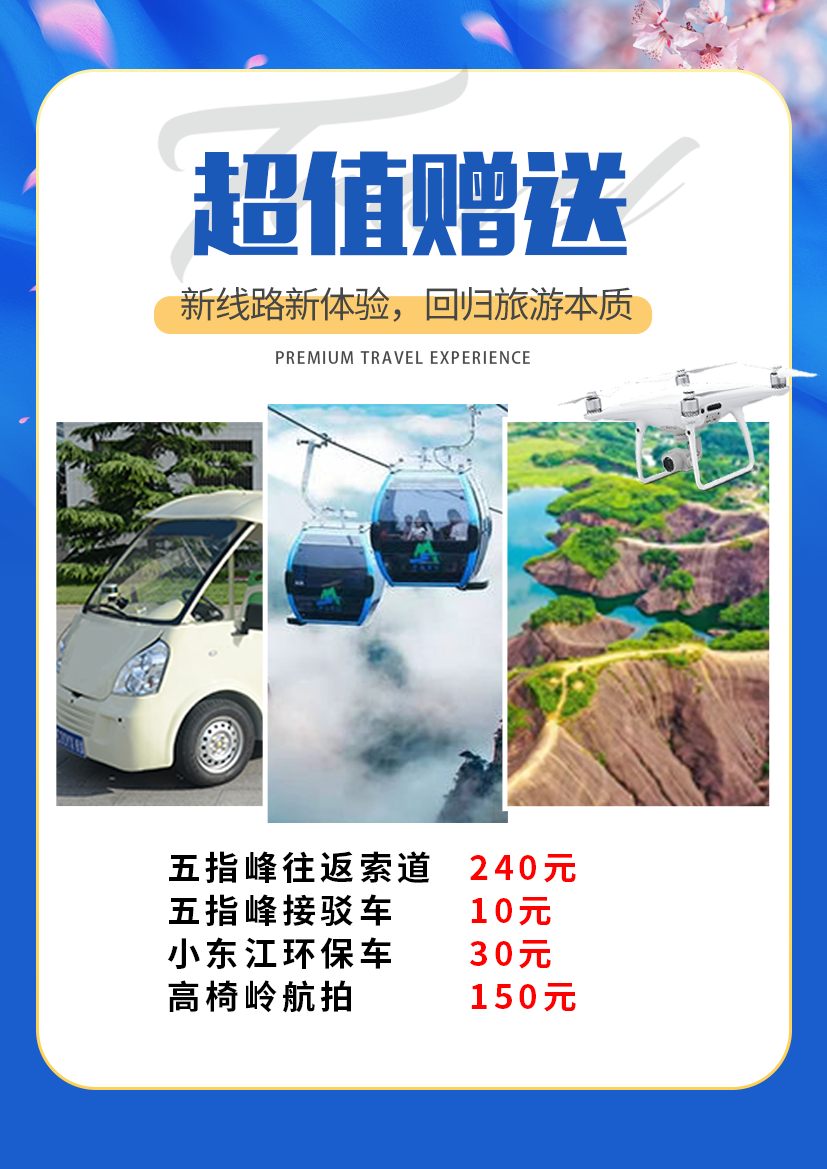 超值赠送
新线路新体验，回归旅游本质
PREMIUM TRAVEL EXPERIENCE
五指峰往返索道 240元
五指峰接驳车 10元
小东江环保车 30元
高椅岭航拍 150元